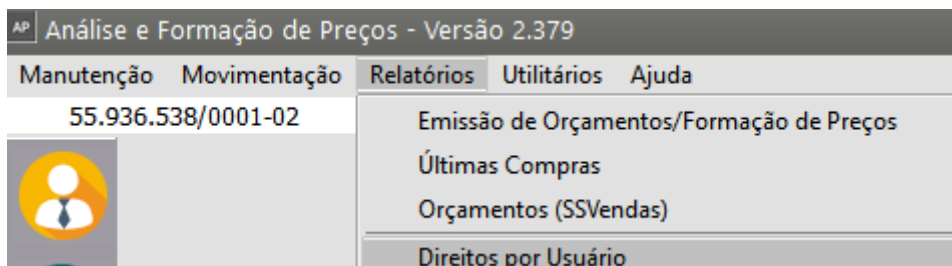 AP Análise e Formação de Preços - Versão 2.379
Manutenção Movimentação Relatórios Utilitários Ajuda
55.936.538/0001-02
Emissão de Orçamentos/Formação de Preços
Últimas Compras
Orçamentos (SSVendas)
Direitos por Usuário